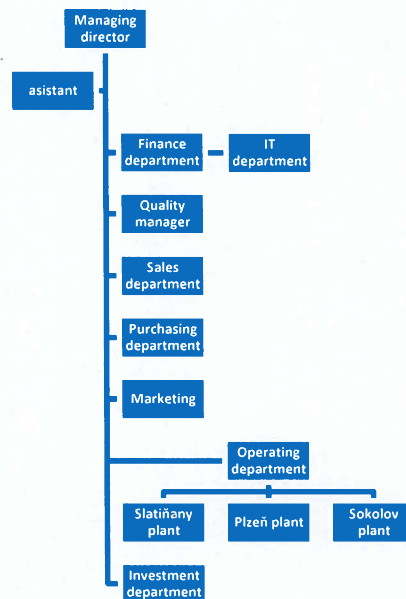 Managing
director
asistant
Finance
department
IT
department
Quality
manager
Sales
department
Purchasing
department
Marketing
Operating
department
Slatiňany
plant
Plzeň plant
Sokolov
plant
Investment
department